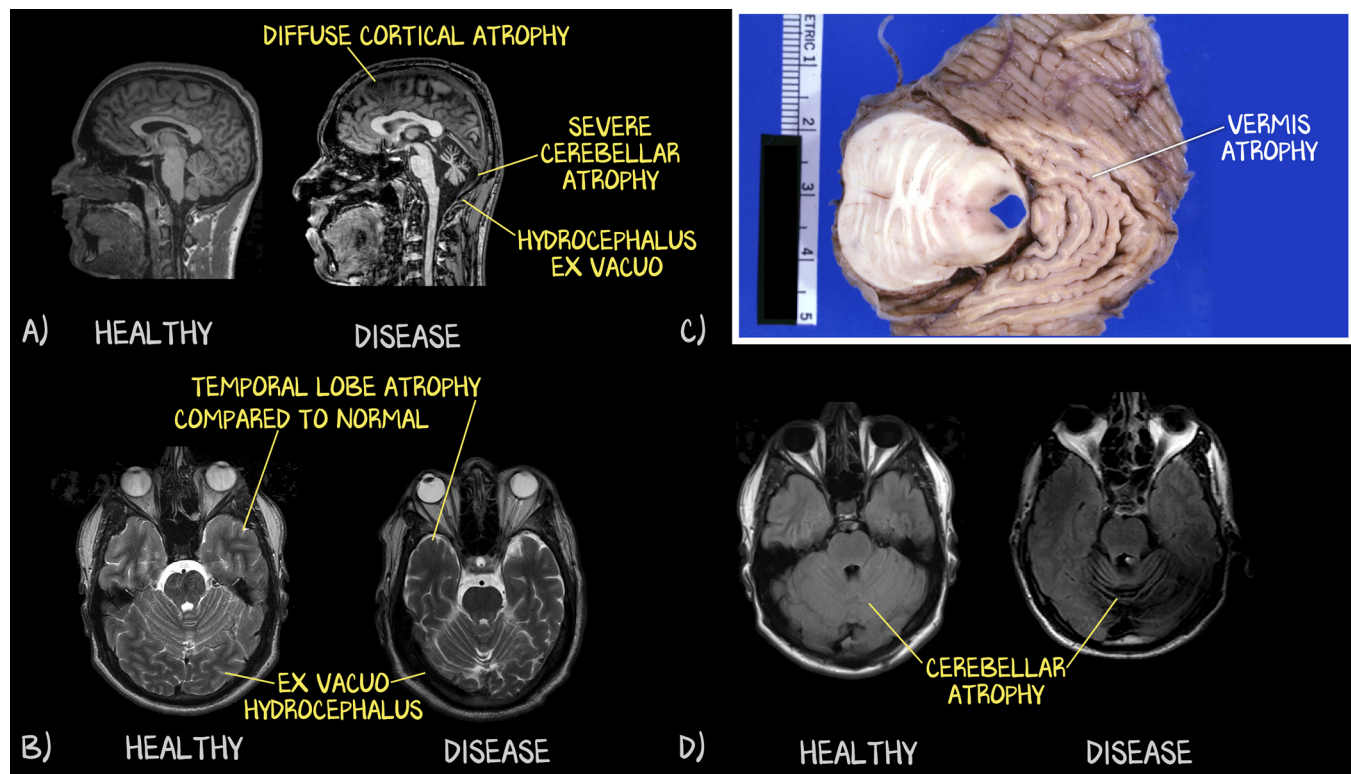 DIFFUSE CORTICAL ATROPHY
SEVERE
CEREBELLAR
ATROPHY
HYDROCEPHALUS
EX VACUO
A)
HEALTHY
DISEASE
ETRIC 1
2
3
4
5
VERMIS
ATROPHY
C)
TEMPORAL LOBE ATROPHY
COMPARED TO NORMAL
EX VACUO
HYDROCEPHALUS
B)
HEALTHY
DISEASE
CEREBELLAR
ATROPHY
D)
HEALTHY
DISEASE